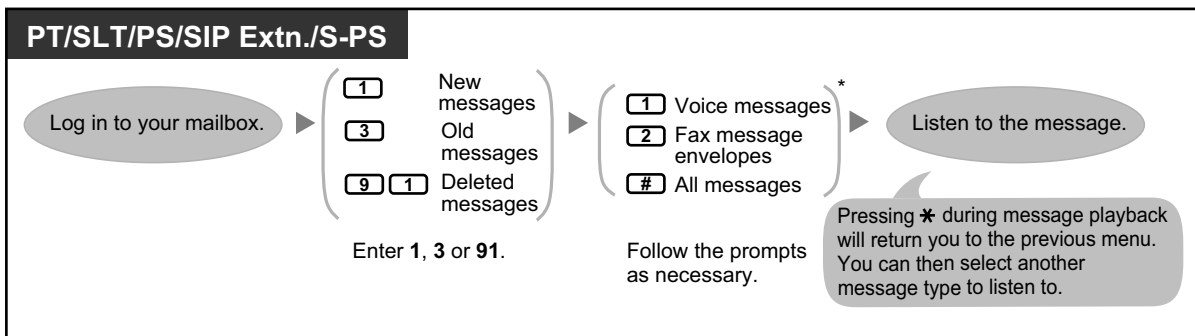 PT/SLT/PS/SIP Extn./S-PS
Log in to your mailbox.
1 New
messages
3 Old
messages
9 1 Deleted
messages
Enter 1, 3 or 91.
*
1 Voice messages
2 Fax message
envelopes
# All messages
Follow the prompts
as necessary.
Listen to the message.
Pressing * during message playback
will return you to the previous menu.
You can then select another
message type to listen to.